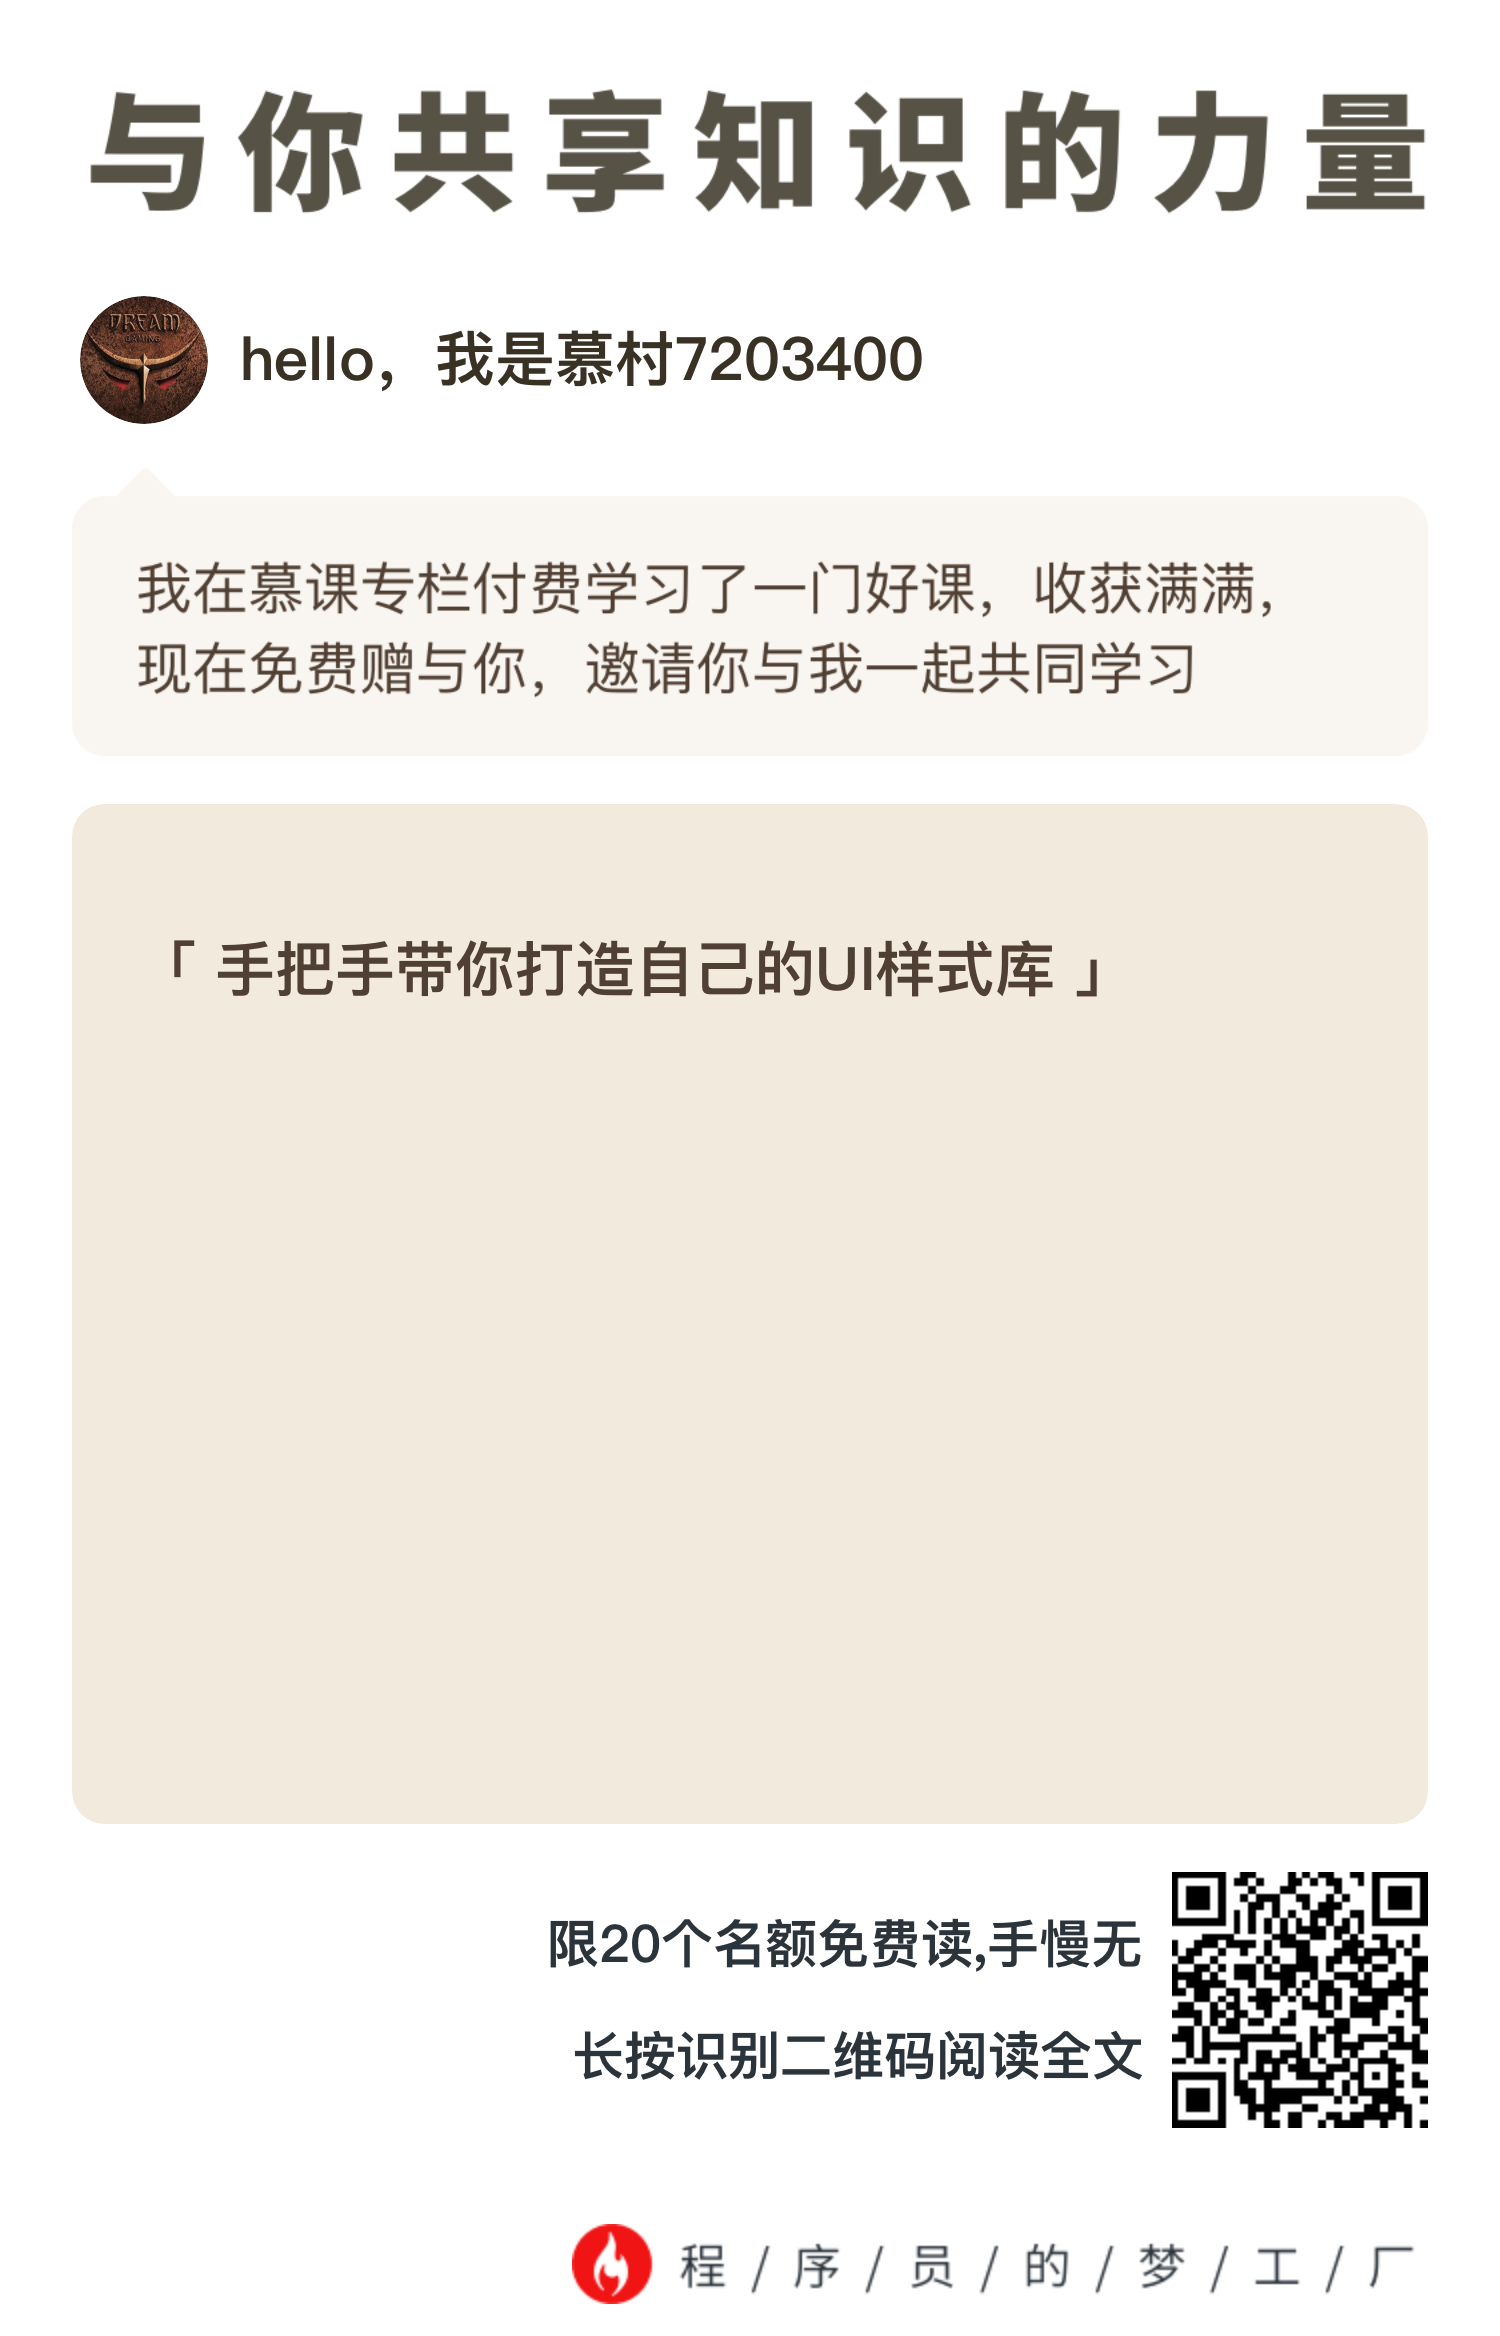 与你共享知识的力量
DREAM
GAMING
hello，我是慕村7203400
我在慕课专栏付费学习了一门好课，收获满满，
现在免费赠与你，邀请你与我一起共同学习
「 手把手带你打造自己的UI样式库 」
限20个名额免费读,手慢无
长按识别二维码阅读全文
程 / 序 / 员 / 的 / 梦 / 工 / 厂